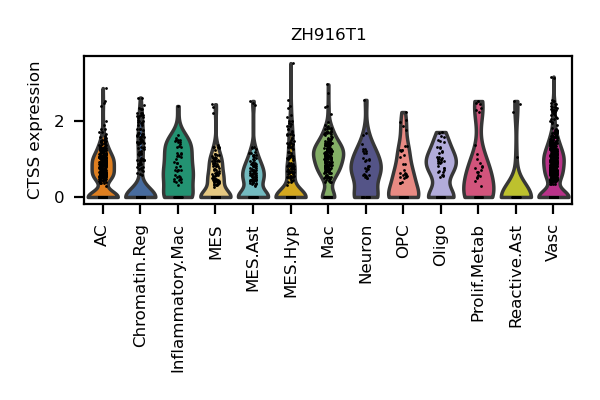 ZH916T1
CTSS expression
2
0
AC
Chromatin.Reg
Inflammatory.Mac
MES
MES.Ast
MES.Hyp
Mac
Neuron
OPC
Oligo
Prolif.Metab
Reactive.Ast
Vasc